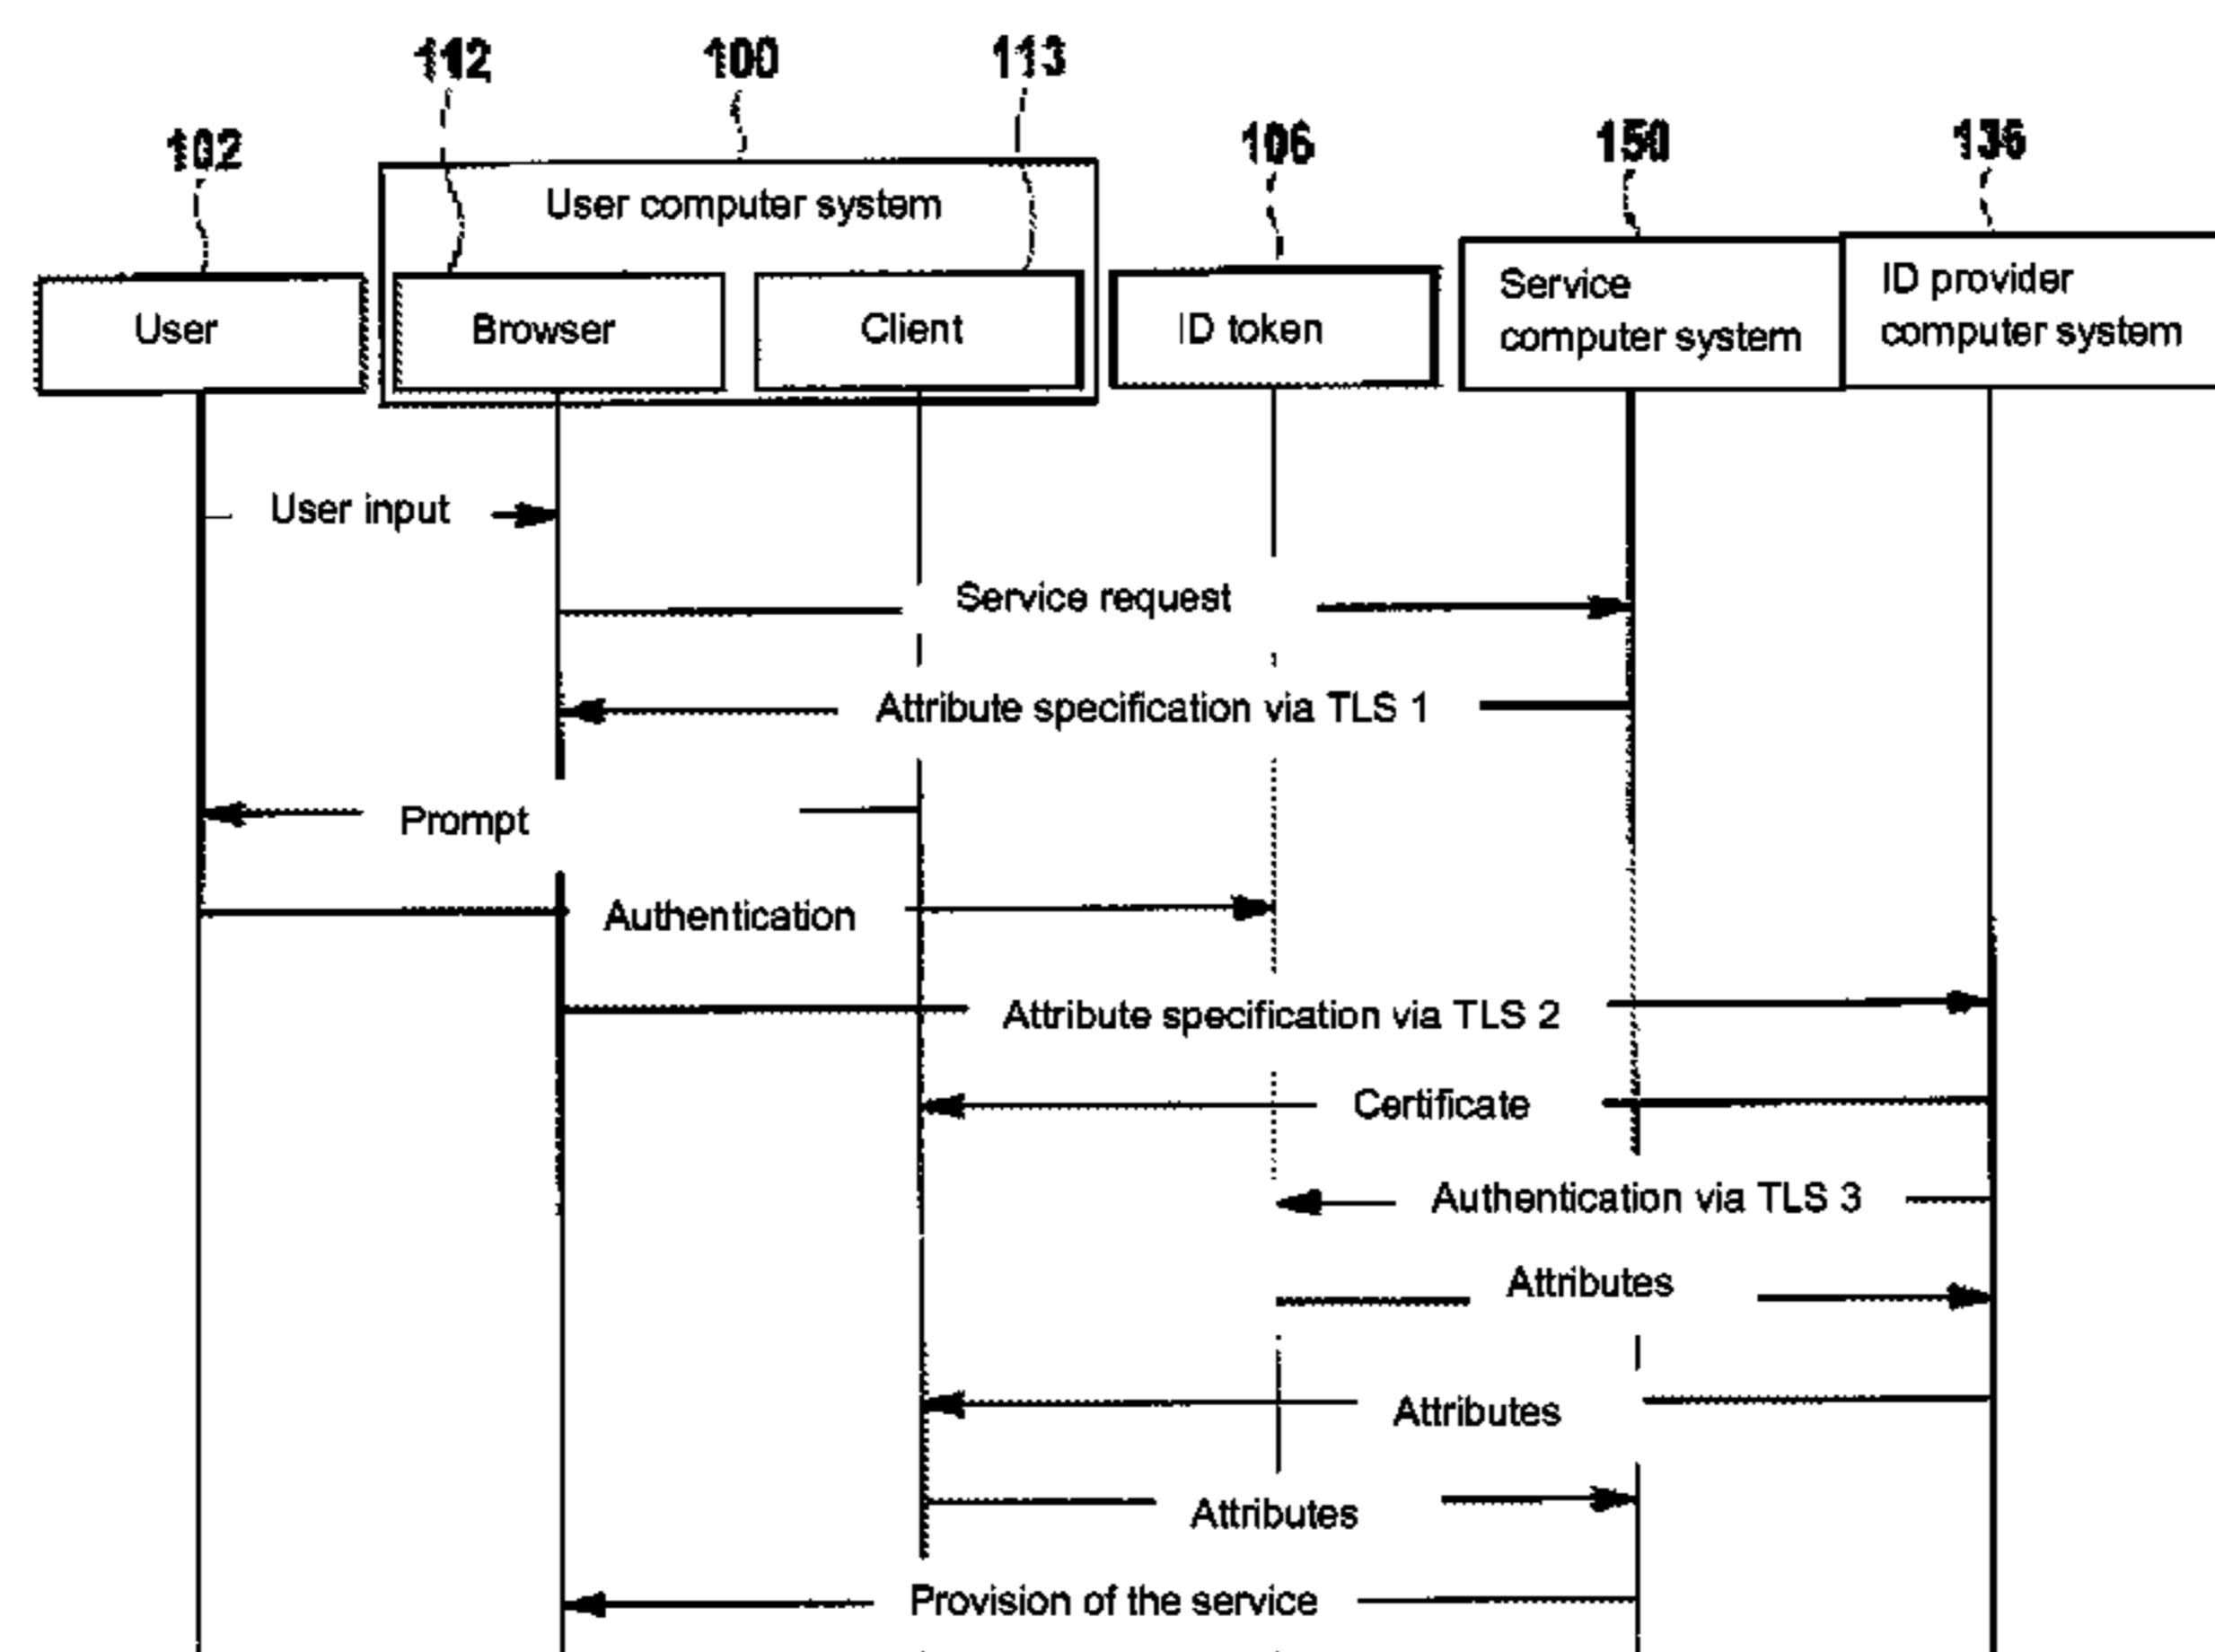 112
100
113
102
106
150
136
User computer system
User
Browser
Client
ID token
Service
computer system
ID provider
computer system
User input
Service request
Attribute specification via TLS 1
Prompt
Authentication
Attribute specification via TLS 2
Certificate
Authentication via TLS 3
Attributes
Attributes
Attributes
Provision of the service